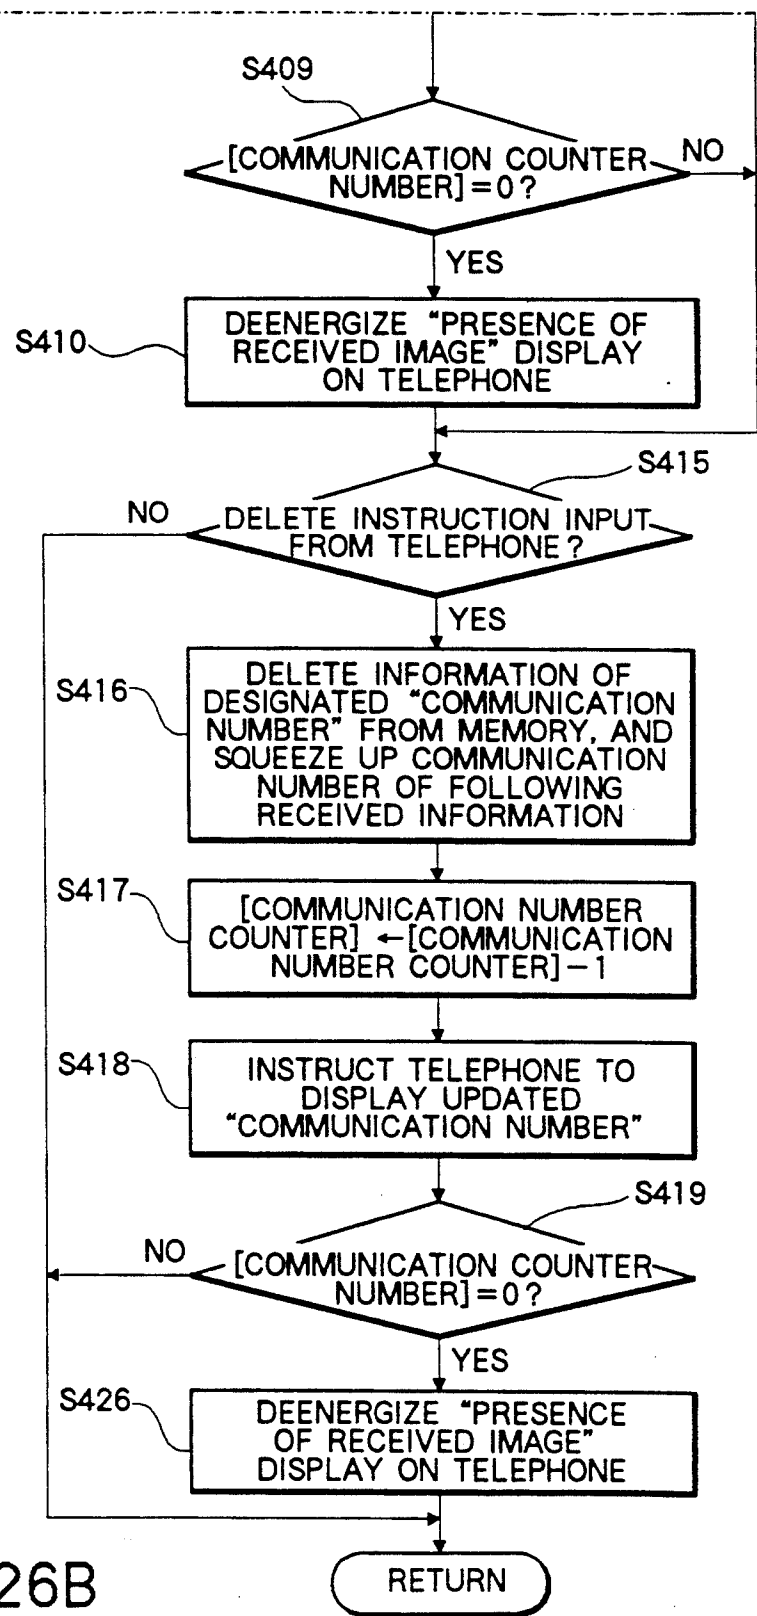 S409
[COMMUNICATION COUNTER
NUMBER]=0?
NO
YES
S410
DEENERGIZE "PRESENCE OF
RECEIVED IMAGE" DISPLAY
ON TELEPHONE
S415
NO
DELETE INSTRUCTION INPUT
FROM TELEPHONE?
YES
S416
DELETE INFORMATION OF
DESIGNATED "COMMUNICATION
NUMBER" FROM MEMORY, AND
SQUEEZE UP COMMUNICATION
NUMBER OF FOLLOWING
RECEIVED INFORMATION
S417
[COMMUNICATION NUMBER
COUNTER] ←[COMMUNICATION
NUMBER COUNTER]−1
S418
INSTRUCT TELEPHONE TO
DISPLAY UPDATED
"COMMUNICATION NUMBER"
S419
NO
[COMMUNICATION COUNTER
NUMBER]=0?
YES
S426
DEENERGIZE "PRESENCE
OF RECEIVED IMAGE"
DISPLAY ON TELEPHONE
RETURN
26B